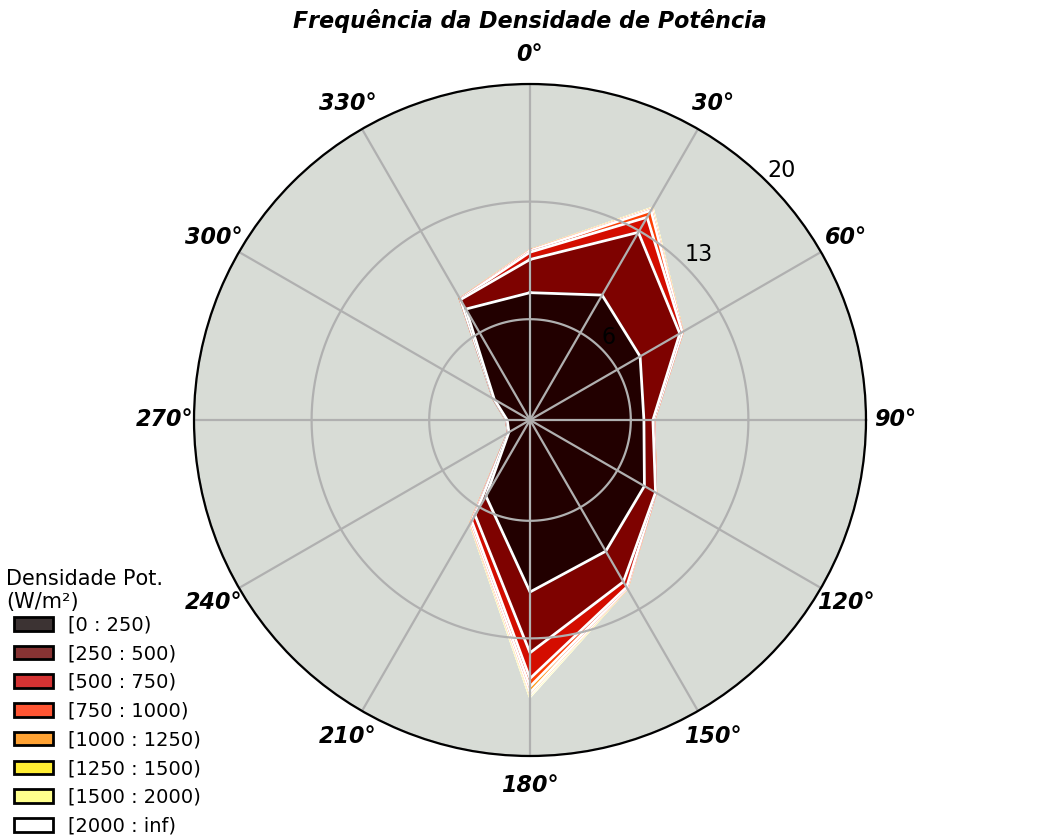 Frequência da Densidade de Potência
0°
30°
330°
20
60°
300°
13
6
90°
270°
120°
240°
150°
210°
180°
Densidade Pot.
(W/m²)
[0 : 250)
[250 : 500)
[500 : 750)
[750 : 1000)
[1000 : 1250)
[1250 : 1500)
[1500 : 2000)
[2000 : inf)